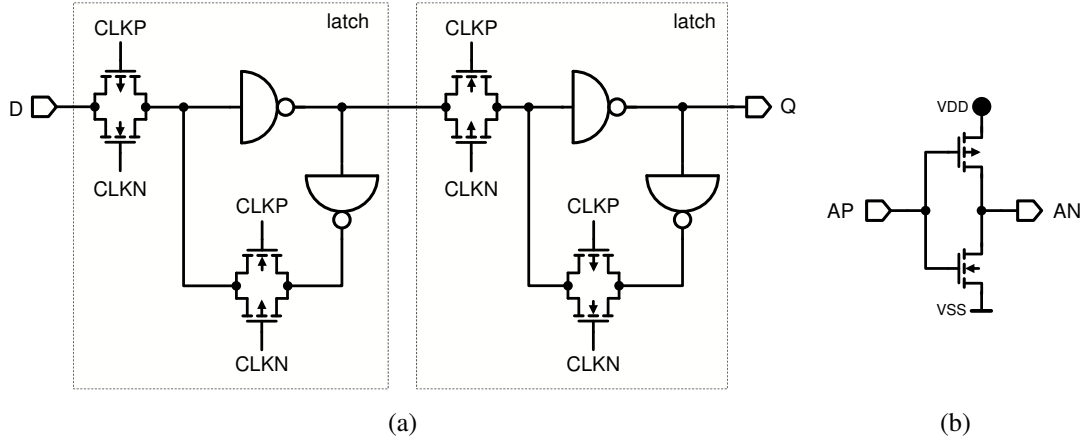 latch
latch
CLKP
CLKP
D
Q
VDD
CLKN
CLKN
CLKP
CLKP
AP
AN
VSS
CLKN
CLKN
(a)
(b)